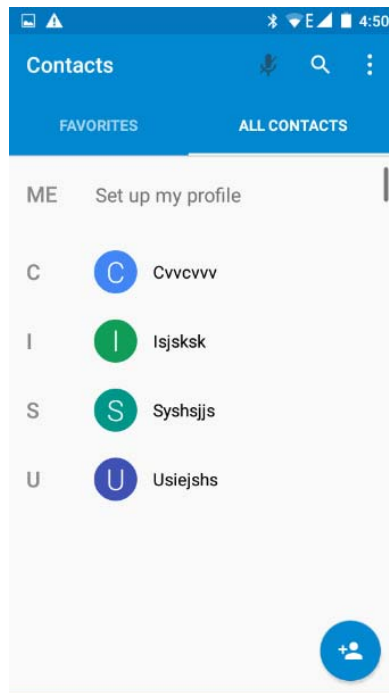 E 4:50
Contacts
FAVORITES ALL CONTACTS
ME Set up my profile
C C Cvvcvvv
I I Isjsksk
S S Syshsjjs
U U Usiejshs